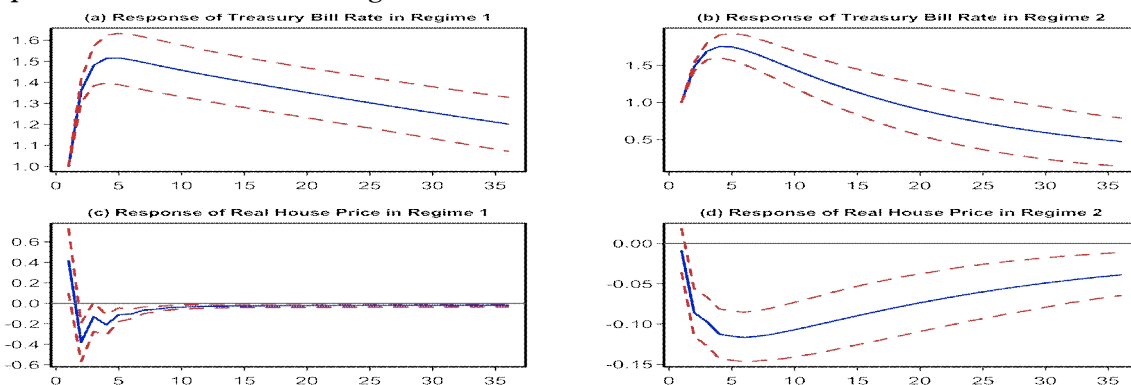 (a) Response of Treasury Bill Rate in Regime 1
1.6
1.5
1.4
1.3
1.2
1.1
1.0
0 5 10 15 20 25 30 35
(b) Response of Treasury Bill Rate in Regime 2
1.5
1.0
0.5
0 5 10 15 20 25 30 35
(c) Response of Real House Price in Regime 1
0.6
0.4
0.2
0.0
-0.2
-0.4
-0.6
0 5 10 15 20 25 30 35
(d) Response of Real House Price in Regime 2
0.00
-0.05
-0.10
-0.15
0 5 10 15 20 25 30 35